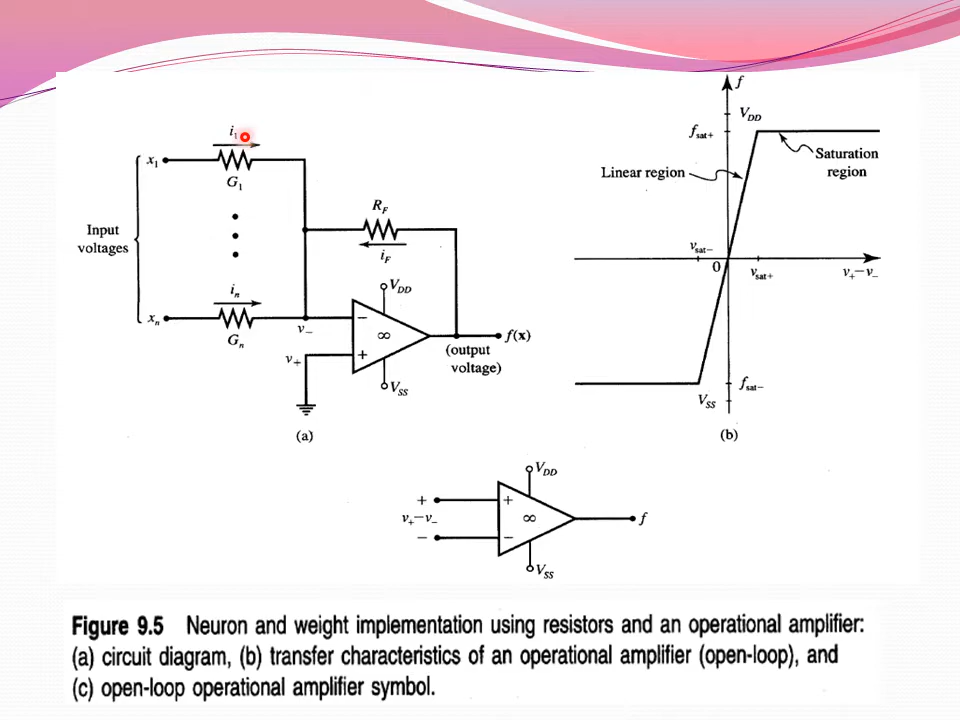 i1
x1
G1
Input
voltages
RF
iF
in
xn
Gn
v−
v+
VDD
−
∞
+
VSS
f(x)
(output
voltage)
(a)
f
VDD
fsat+
Saturation
region
Linear region
vsat−
0
vsat+
v+−v−
fsat−
VSS
(b)
VDD
+ +
v+−v− ∞ f
− −
VSS
Figure 9.5 Neuron and weight implementation using resistors and an operational amplifier:
(a) circuit diagram, (b) transfer characteristics of an operational amplifier (open-loop), and
(c) open-loop operational amplifier symbol.